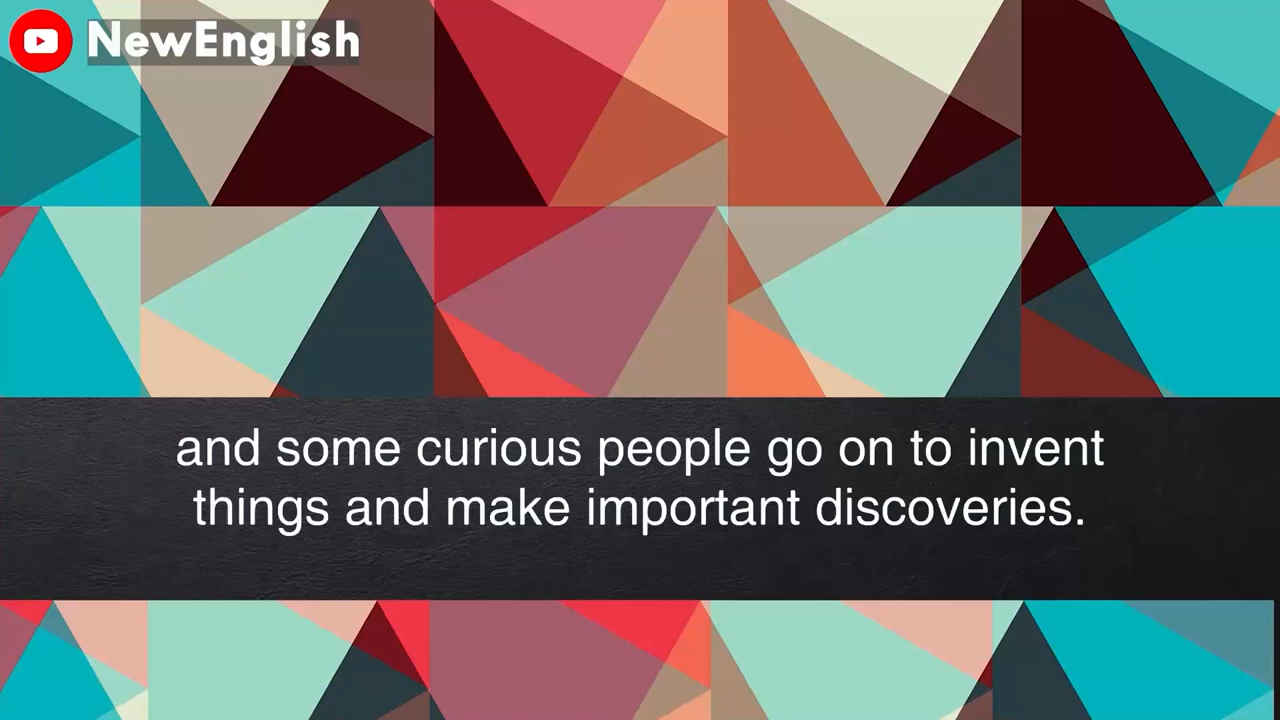 NewEnglish
and some curious people go on to invent
things and make important discoveries.